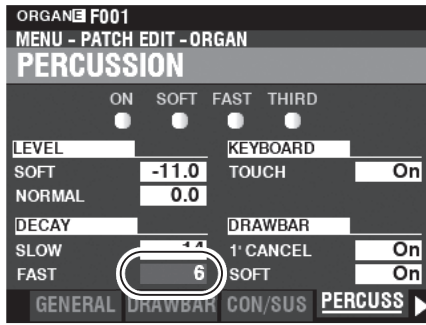 ORGAN E F001
MENU - PATCH EDIT - ORGAN
PERCUSSION
ON SOFT FAST THIRD
LEVEL KEYBOARD
SOFT -11.0 TOUCH On
NORMAL 0.0
DECAY DRAWBAR
SLOW 14 1' CANCEL On
FAST 6 SOFT On
GENERAL DRAWBAR CON/SUS PERCUSS